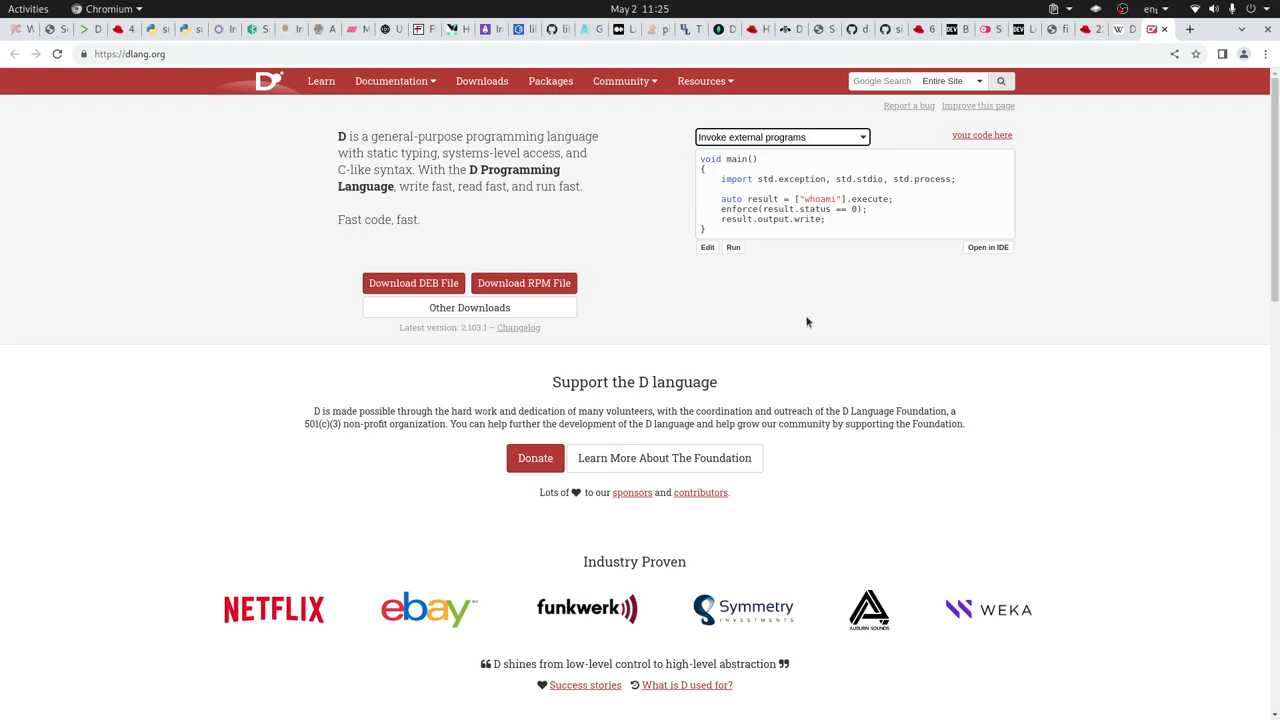 Activities
Chromium
May 2 11:25
https://dlang.org
D
Learn
Documentation
Downloads
Packages
Community
Resources
Google Search
Entire Site
Report a bug
Improve this page
D is a general-purpose programming language
with static typing, systems-level access, and
C-like syntax. With the D Programming
Language, write fast, read fast, and run fast.
Fast code, fast.
Download DEB File
Download RPM File
Other Downloads
Latest version: 2.103.1 – Changelog
Invoke external programs
your code here
void main()
{
    import std.exception, std.stdio, std.process;
    auto result = ["whoami"].execute;
    enforce(result.status == 0);
    result.output.write;
}
Edit
Run
Open in IDE
Support the D language
D is made possible through the hard work and dedication of many volunteers, with the coordination and outreach of the D Language Foundation, a
501(c)(3) non-profit organization. You can help further the development of the D language and help grow our community by supporting the Foundation.
Donate
Learn More About The Foundation
Lots of ♥ to our sponsors and contributors.
Industry Proven
NETFLIX
ebay
funkwerk
Symmetry
INVESTMENTS
AUBURN SOUNDS
WEKA
❝ D shines from low-level control to high-level abstraction ❞
Success stories
What is D used for?